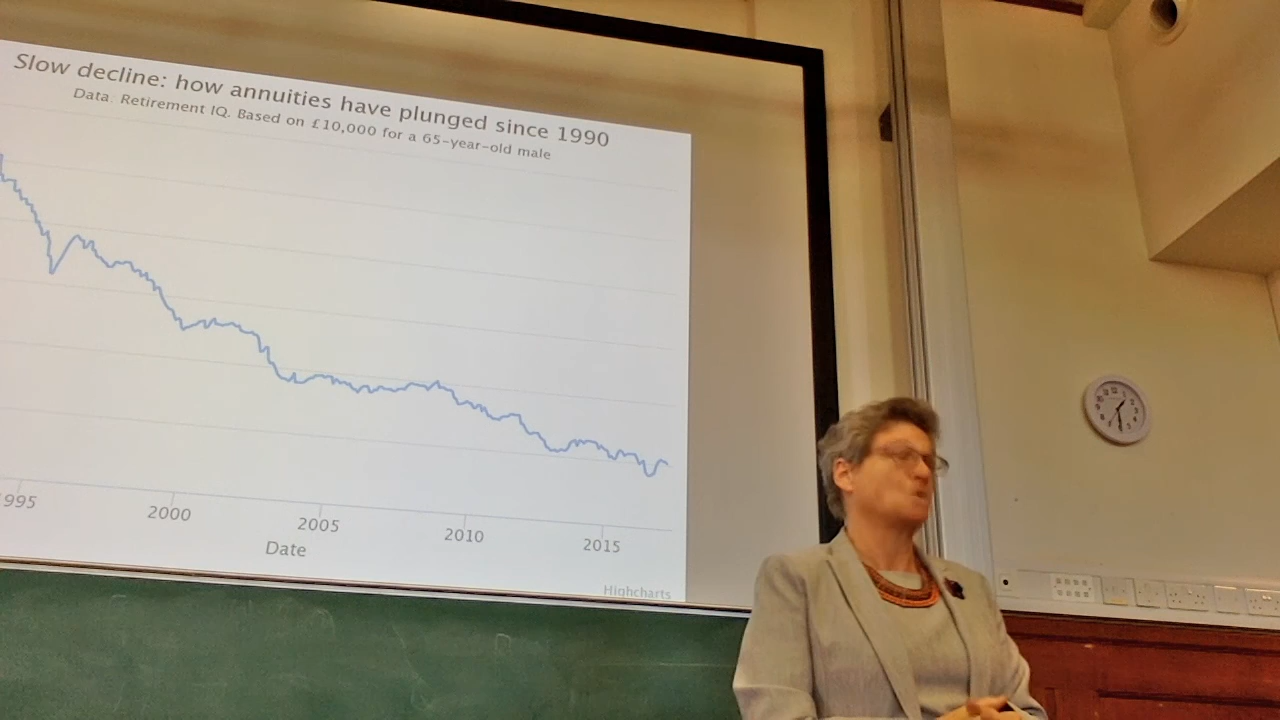 Slow decline: how annuities have plunged since 1990
Data: Retirement IQ. Based on £10,000 for a 65-year-old male
1995 2000 2005 2010 2015
Date
Highcharts